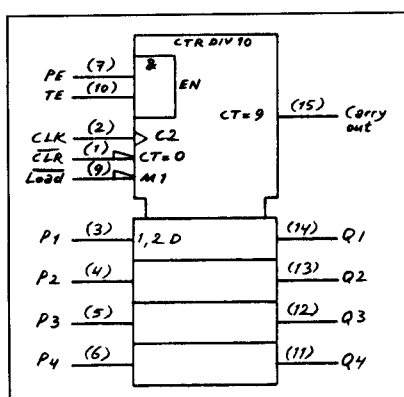 CTR DIV 10
&
PE (7)
TE (10)
EN
CT=9 (15) Carry out
CLK (2) C2
CLR (1) CT=0
Load (9) M1
P1 (3) 1,2 D (14) Q1
P2 (4) (13) Q2
P3 (5) (12) Q3
P4 (6) (11) Q4